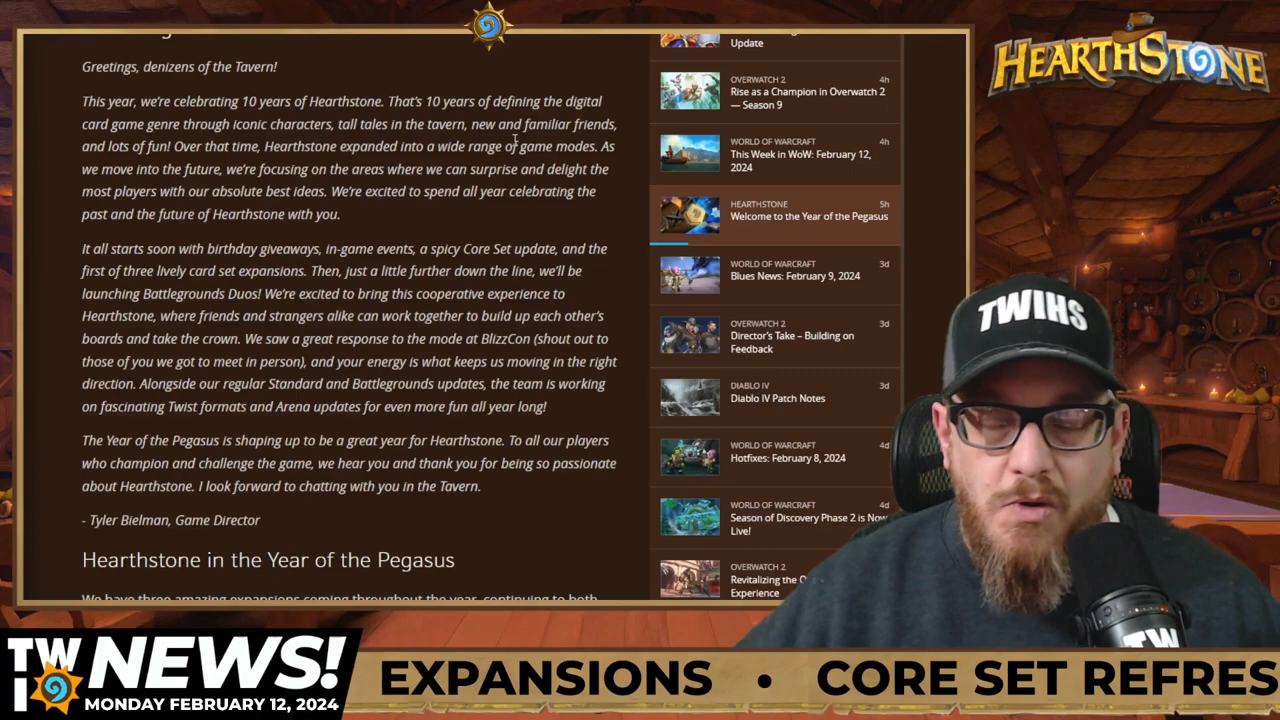 Greetings, denizens of the Tavern!
This year, we're celebrating 10 years of Hearthstone. That's 10 years of defining the digital
card game genre through iconic characters, tall tales in the tavern, new and familiar friends,
and lots of fun! Over that time, Hearthstone expanded into a wide range of game modes. As
we move into the future, we're focusing on the areas where we can surprise and delight the
most players with our absolute best ideas. We're excited to spend all year celebrating the
past and the future of Hearthstone with you.
It all starts soon with birthday giveaways, in-game events, a spicy Core Set update, and the
first of three lively card set expansions. Then, just a little further down the line, we'll be
launching Battlegrounds Duos! We're excited to bring this cooperative experience to
Hearthstone, where friends and strangers alike can work together to build up each other's
boards and take the crown. We saw a great response to the mode at BlizzCon (shout out to
those of you we got to meet in person), and your energy is what keeps us moving in the right
direction. Alongside our regular Standard and Battlegrounds updates, the team is working
on fascinating Twist formats and Arena updates for even more fun all year long!
The Year of the Pegasus is shaping up to be a great year for Hearthstone. To all our players
who champion and challenge the game, we hear you and thank you for being so passionate
about Hearthstone. I look forward to chatting with you in the Tavern.
- Tyler Bielman, Game Director
Hearthstone in the Year of the Pegasus
We have three amazing expansions coming throughout the year, continuing to both
Update
OVERWATCH 2 4h
Rise as a Champion in Overwatch 2
— Season 9
WORLD OF WARCRAFT 4h
This Week in WoW: February 12,
2024
HEARTHSTONE 5h
Welcome to the Year of the Pegasus
WORLD OF WARCRAFT 3d
Blues News: February 9, 2024
OVERWATCH 2 3d
Director's Take – Building on
Feedback
DIABLO IV 3d
Diablo IV Patch Notes
WORLD OF WARCRAFT 4d
Hotfixes: February 8, 2024
WORLD OF WARCRAFT 4d
Season of Discovery Phase 2 is Now
Live!
OVERWATCH 2
Revitalizing the
Experience
HEARTHSTONE
TWIHS
TW
TW
NEWS!
MONDAY FEBRUARY 12, 2024
EXPANSIONS • CORE SET REFRES